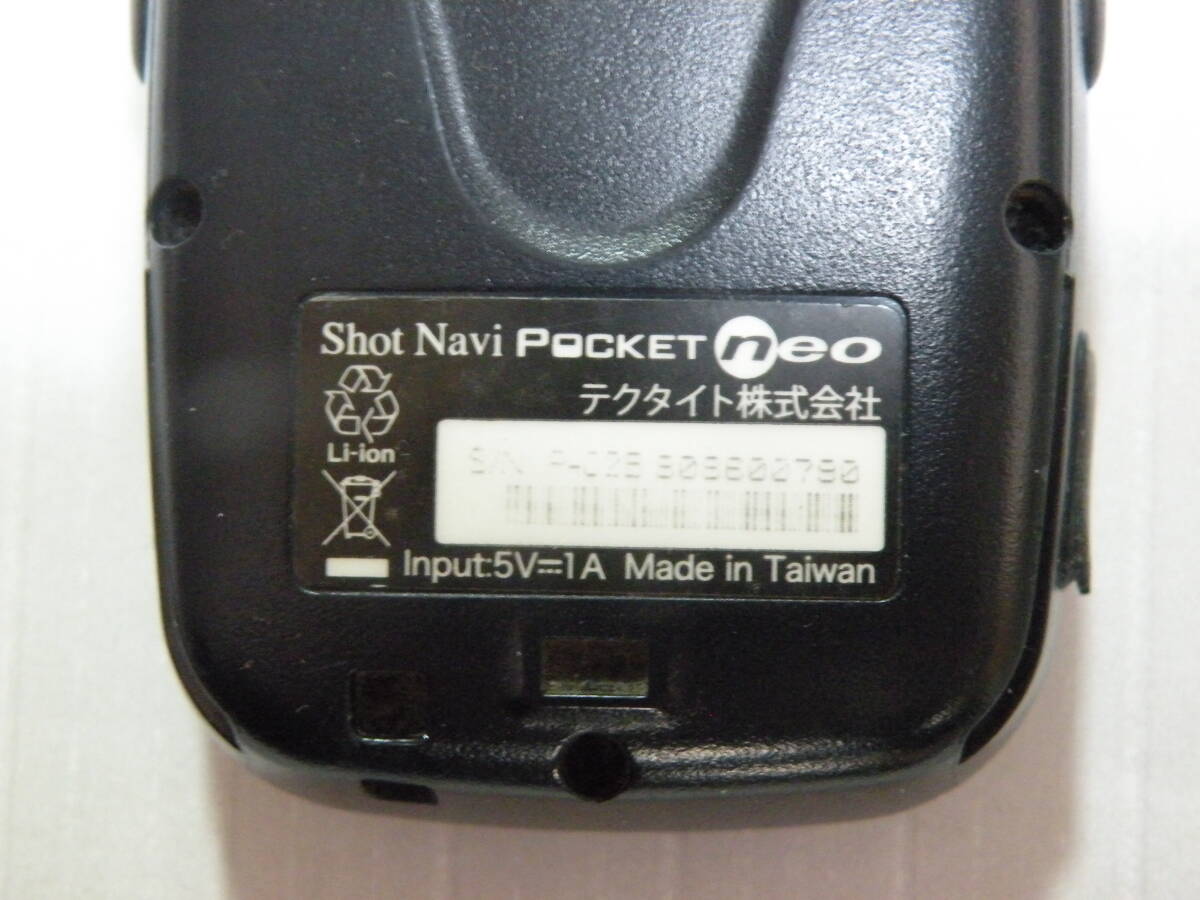 Shot Navi POCKET neo
テクタイト株式会社
Li-ion
S/N
Input:5V⎓1A Made in Taiwan